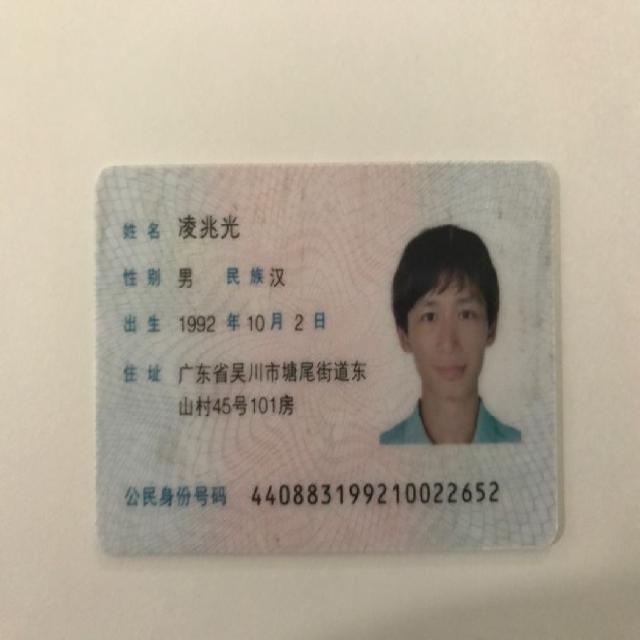 姓名 凌兆光
性别 男 民族 汉
出生 1992 年 10 月 2 日
住址 广东省吴川市塘尾街道东
山村45号101房
公民身份号码 440883199210022652